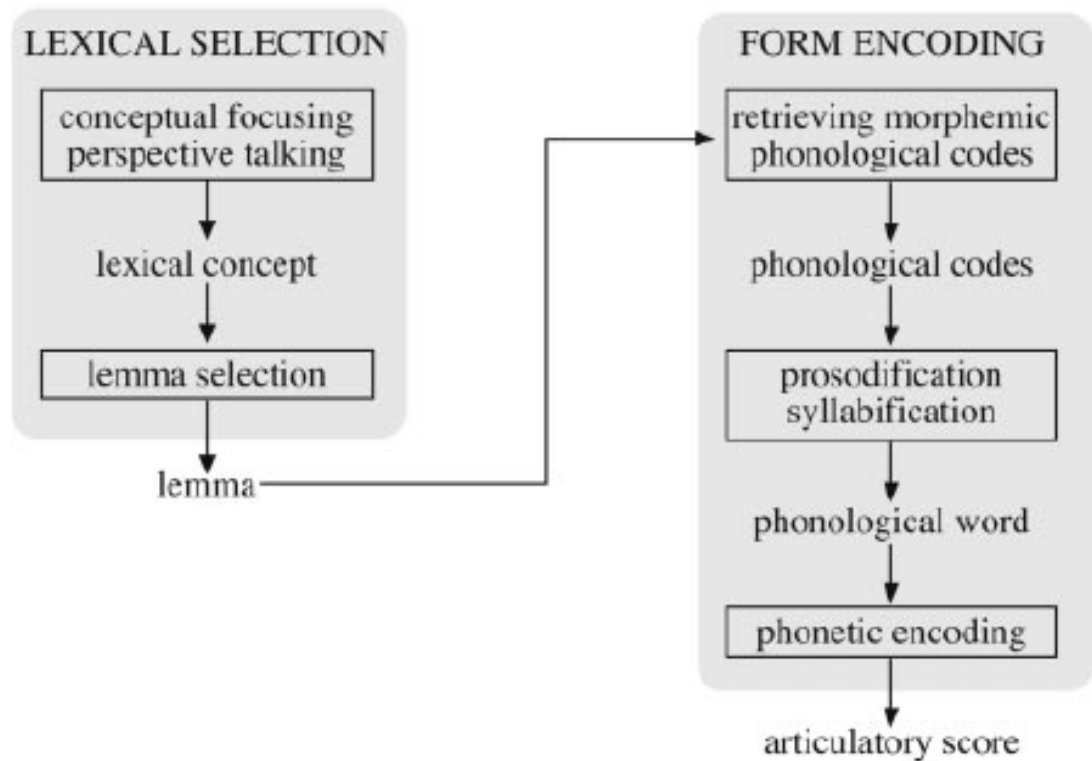 LEXICAL SELECTION
conceptual focusing
perspective talking
lexical concept
lemma selection
lemma
FORM ENCODING
retrieving morphemic
phonological codes
phonological codes
prosodification
syllabification
phonological word
phonetic encoding
articulatory score